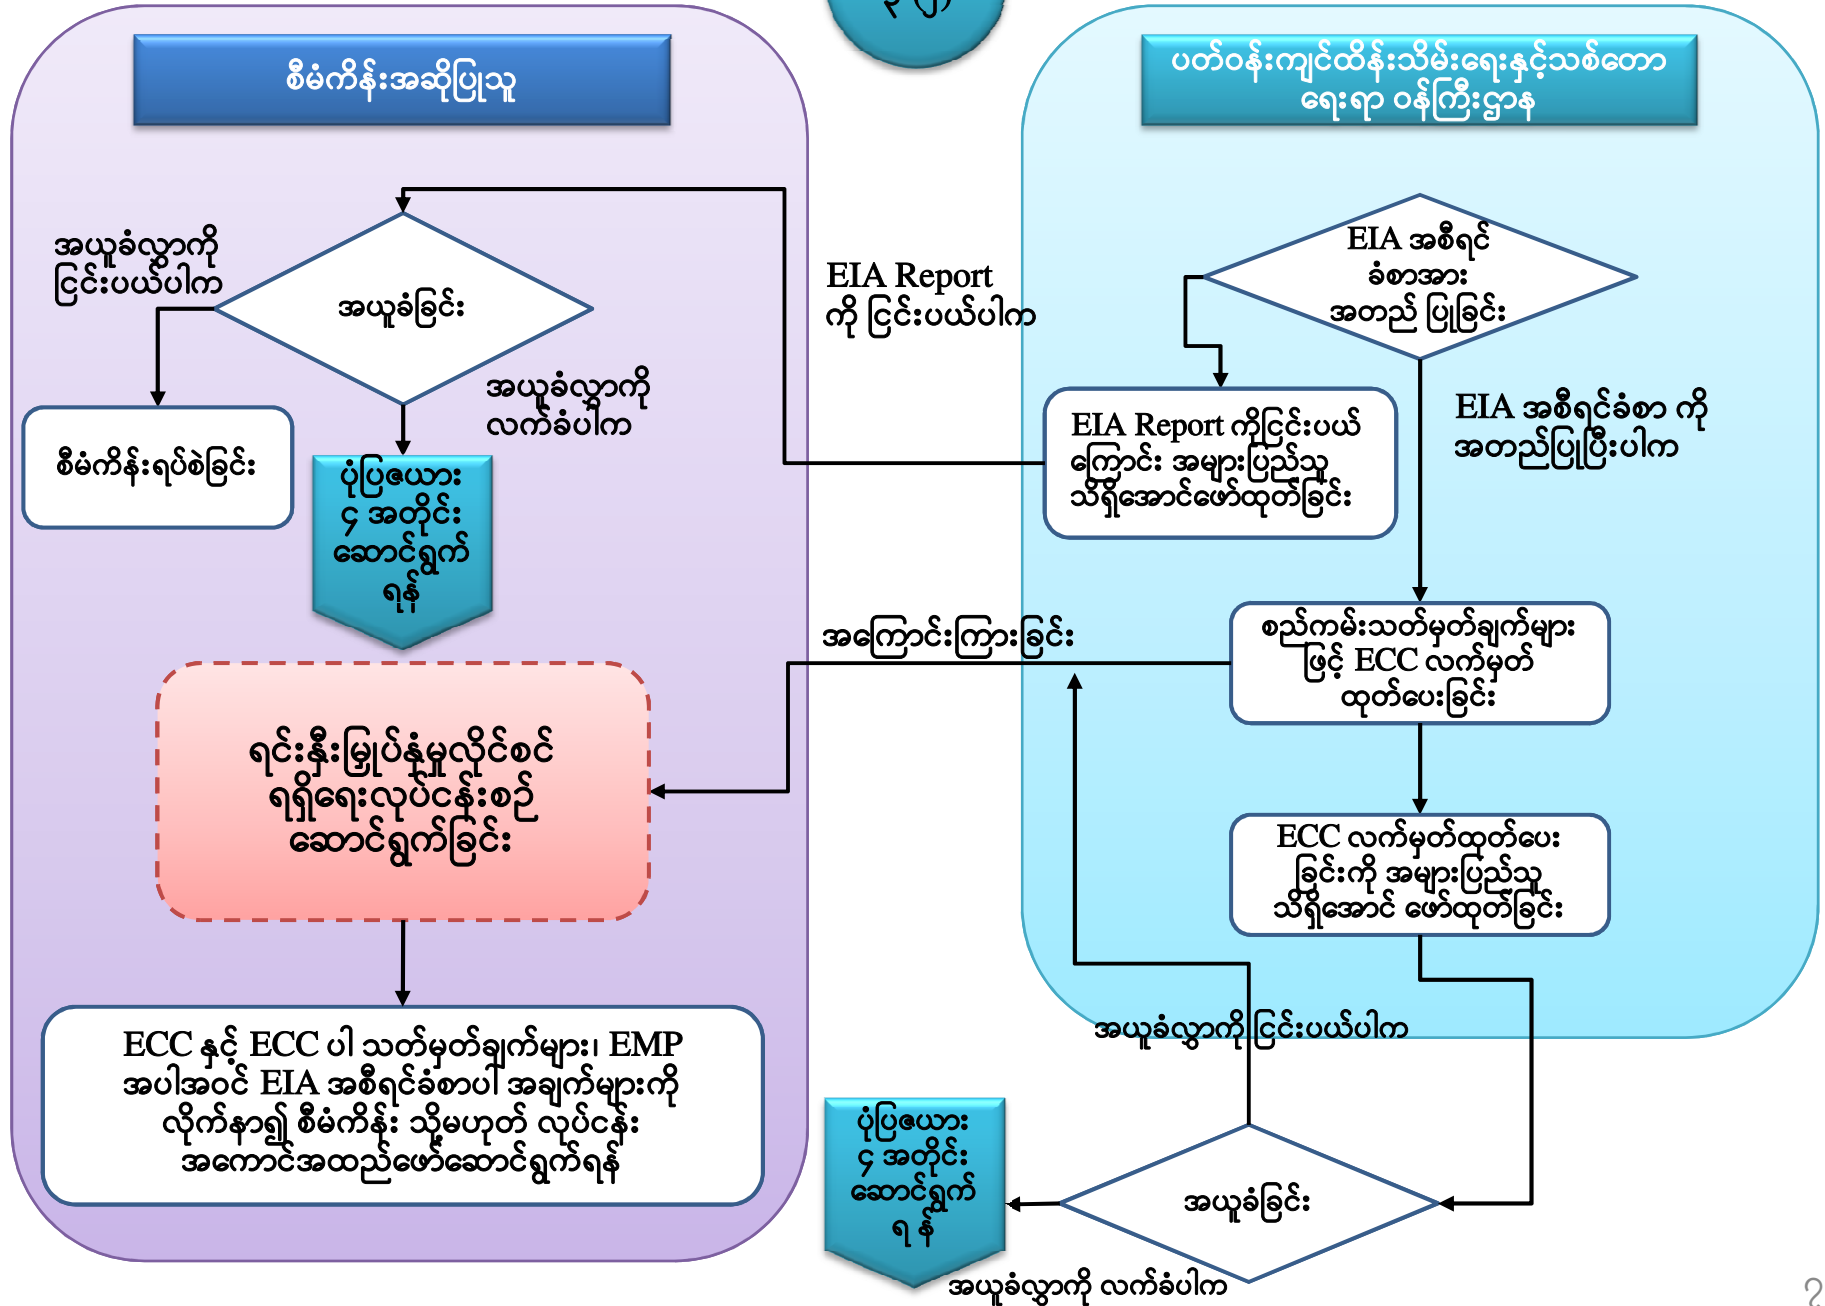 ၃ (၂)
စီမံကိန်းအဆိုပြုသူ
ပတ်ဝန်းကျင်ထိန်းသိမ်းရေးနှင့်သစ်တော
ရေးရာ ဝန်ကြီးဌာန
အယူခံလွှာကို
ငြင်းပယ်ပါက
အယူခံခြင်း
အယူခံလွှာကို
လက်ခံပါက
စီမံကိန်းရပ်စဲခြင်း
ပုံပြဇယား
၄ အတိုင်း
ဆောင်ရွက်
ရန်
EIA Report
ကို ငြင်းပယ်ပါက
EIA အစီရင်
ခံစာအား
အတည် ပြုခြင်း
EIA Report ကိုငြင်းပယ်
ကြောင်း အများပြည်သူ
သိရှိအောင်ဖော်ထုတ်ခြင်း
EIA အစီရင်ခံစာ ကို
အတည်ပြုပြီးပါက
အကြောင်းကြားခြင်း
စည်ကမ်းသတ်မှတ်ချက်များ
ဖြင့် ECC လက်မှတ်
ထုတ်ပေးခြင်း
ရင်းနှီးမြှုပ်နှံမှုလိုင်စင်
ရရှိရေးလုပ်ငန်းစဉ်
ဆောင်ရွက်ခြင်း
ECC လက်မှတ်ထုတ်ပေး
ခြင်းကို အများပြည်သူ
သိရှိအောင် ဖော်ထုတ်ခြင်း
ECC နှင့် ECC ပါ သတ်မှတ်ချက်များ၊ EMP
အပါအဝင် EIA အစီရင်ခံစာပါ အချက်များကို
လိုက်နာ၍ စီမံကိန်း သို့မဟုတ် လုပ်ငန်း
အကောင်အထည်ဖော်ဆောင်ရွက်ရန်
အယူခံလွှာကို ငြင်းပယ်ပါက
ပုံပြဇယား
၄ အတိုင်း
ဆောင်ရွက်
ရ န်
အယူခံခြင်း
အယူခံလွှာကို လက်ခံပါက